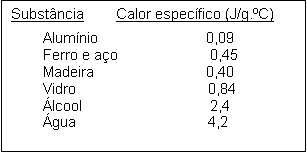 Substância Calor específico (J/g.ºC)
Alumínio 0,09
Ferro e aço 0,45
Madeira 0,40
Vidro 0,84
Álcool 2,4
Água 4,2